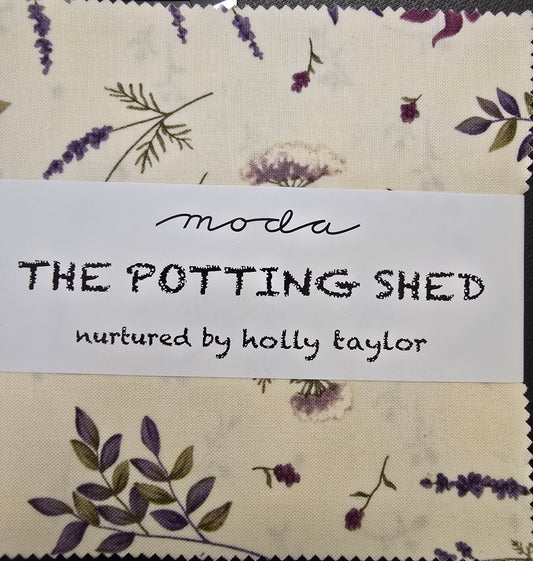 moda
THE POTTING SHED
nurtured by holly taylor